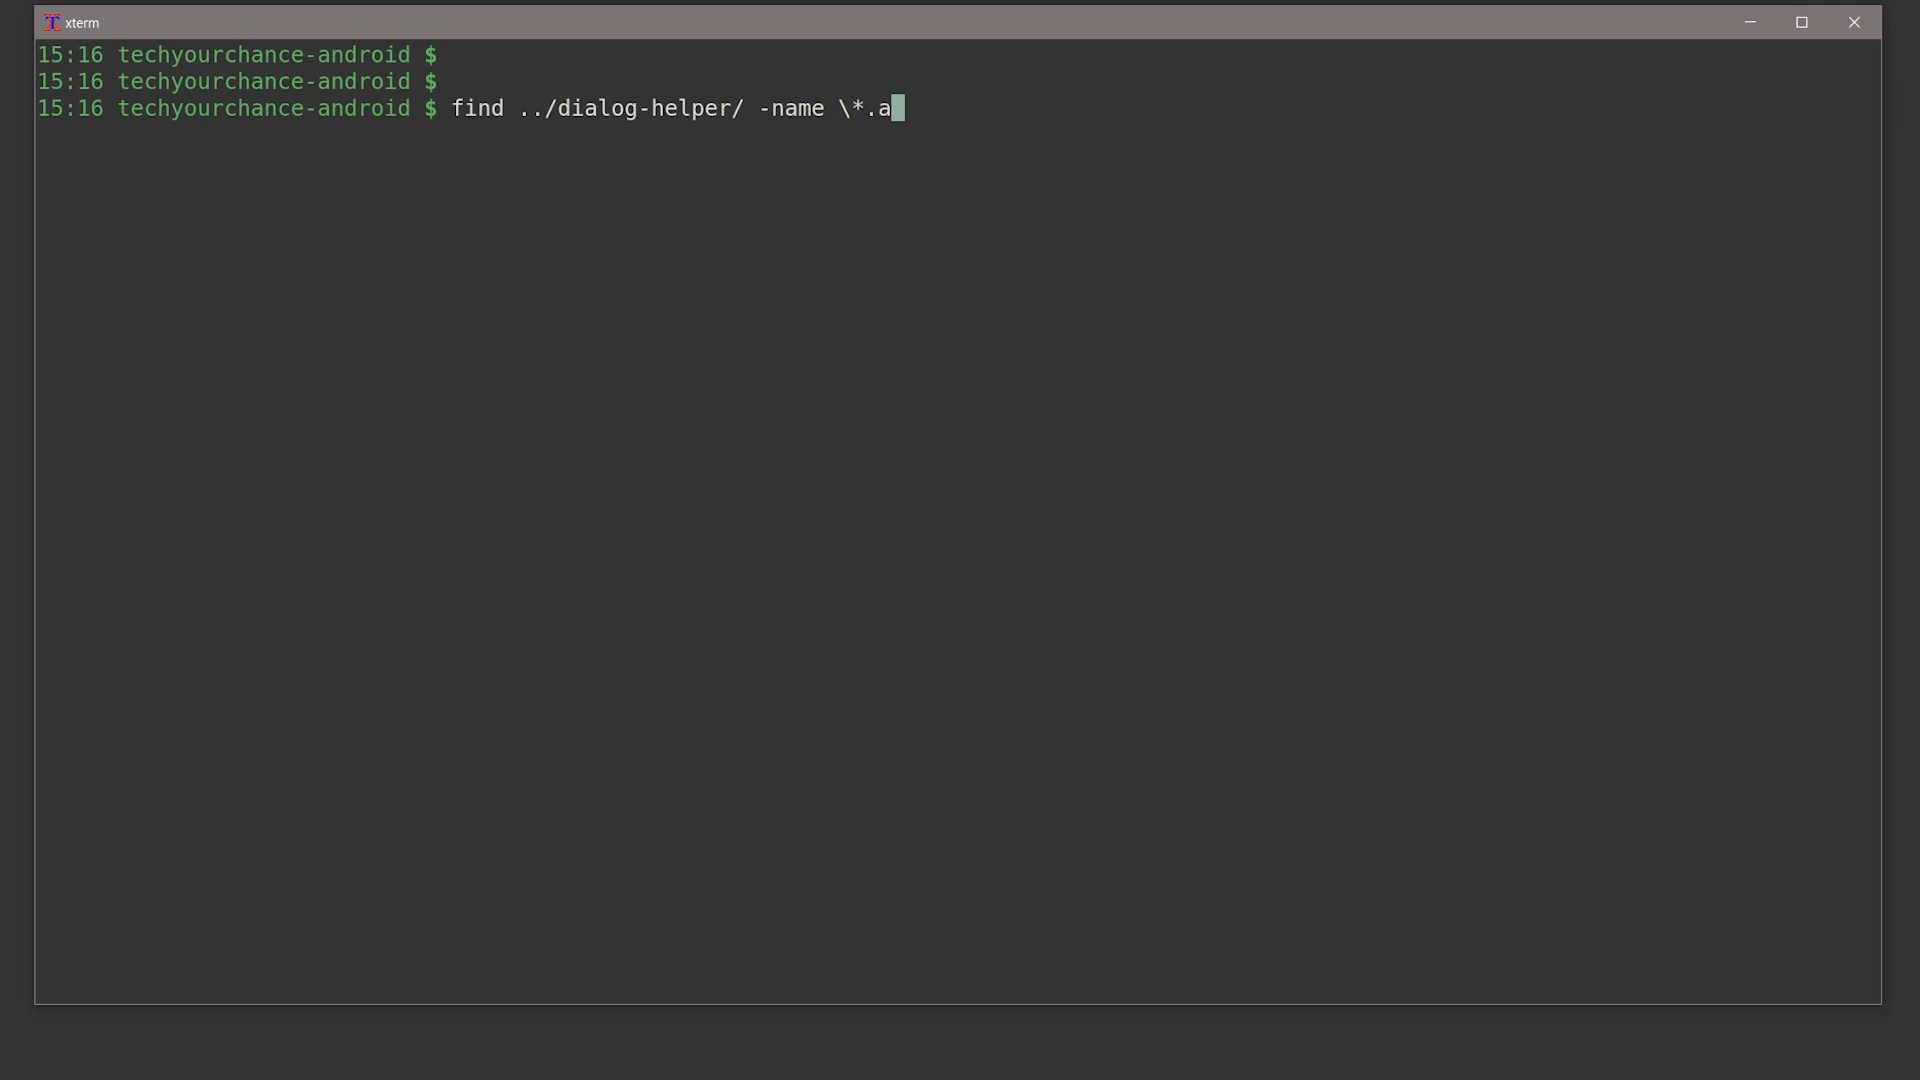 xterm
15:16 techyourchance-android $
15:16 techyourchance-android $
15:16 techyourchance-android $ find ../dialog-helper/ -name \*.a